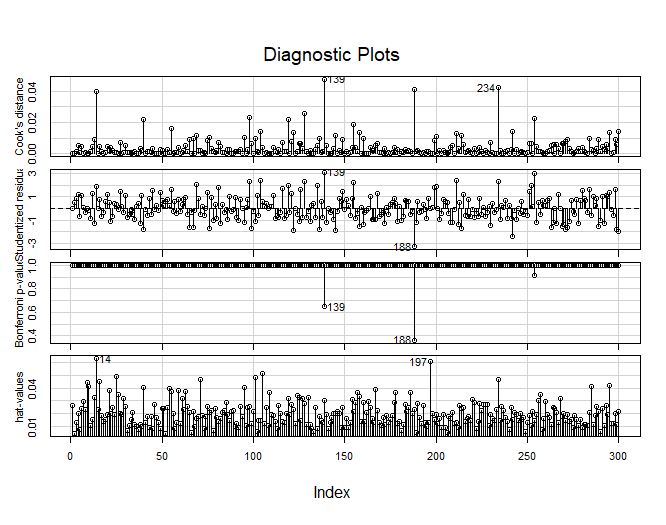 Diagnostic Plots
Cook's distance
0.00 0.02 0.04
139
234
Studentized residu
-3 -1 1 3
139
188
Bonferroni p-valu
0.4 0.6 0.8 1.0
139
188
hat-values
0.01 0.04
14
197
0 50 100 150 200 250 300
Index